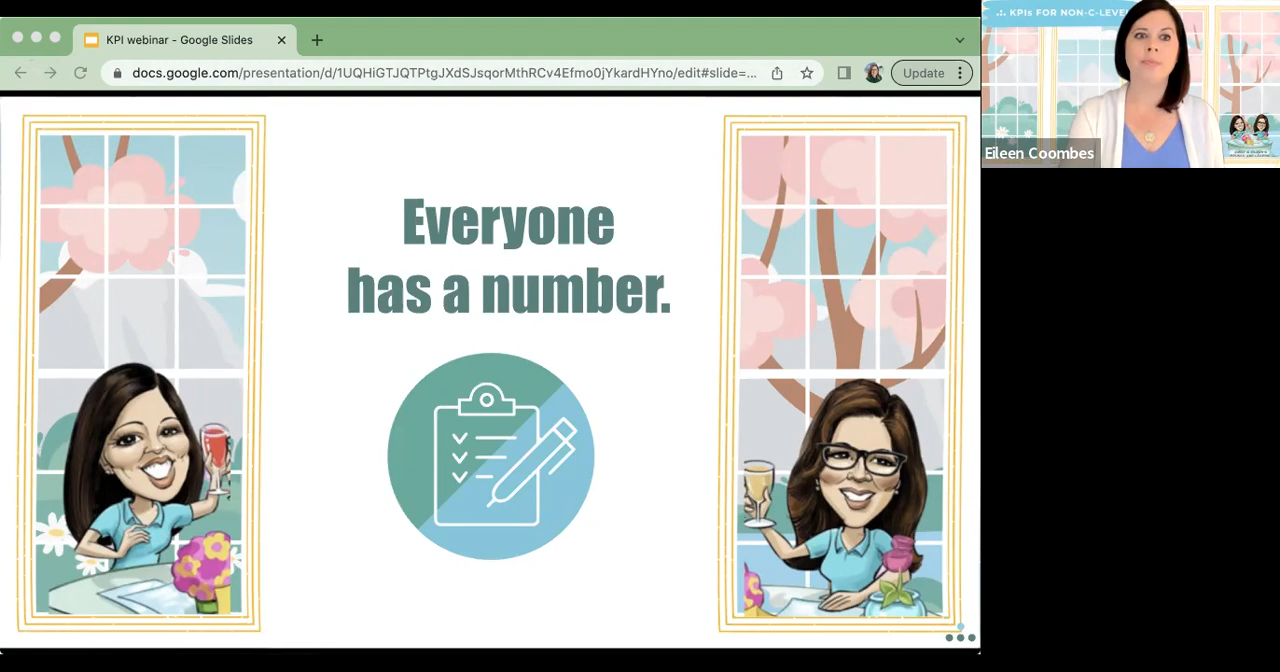 KPI webinar - Google Slides
docs.google.com/presentation/d/1UQHiGTJQTPtgJXdSJsqorMthRCv4Efmo0jYkardHYno/edit#slide=...
Update
Everyone
has a number.
KPIs FOR NON-C-LEVE
Eileen Coombes